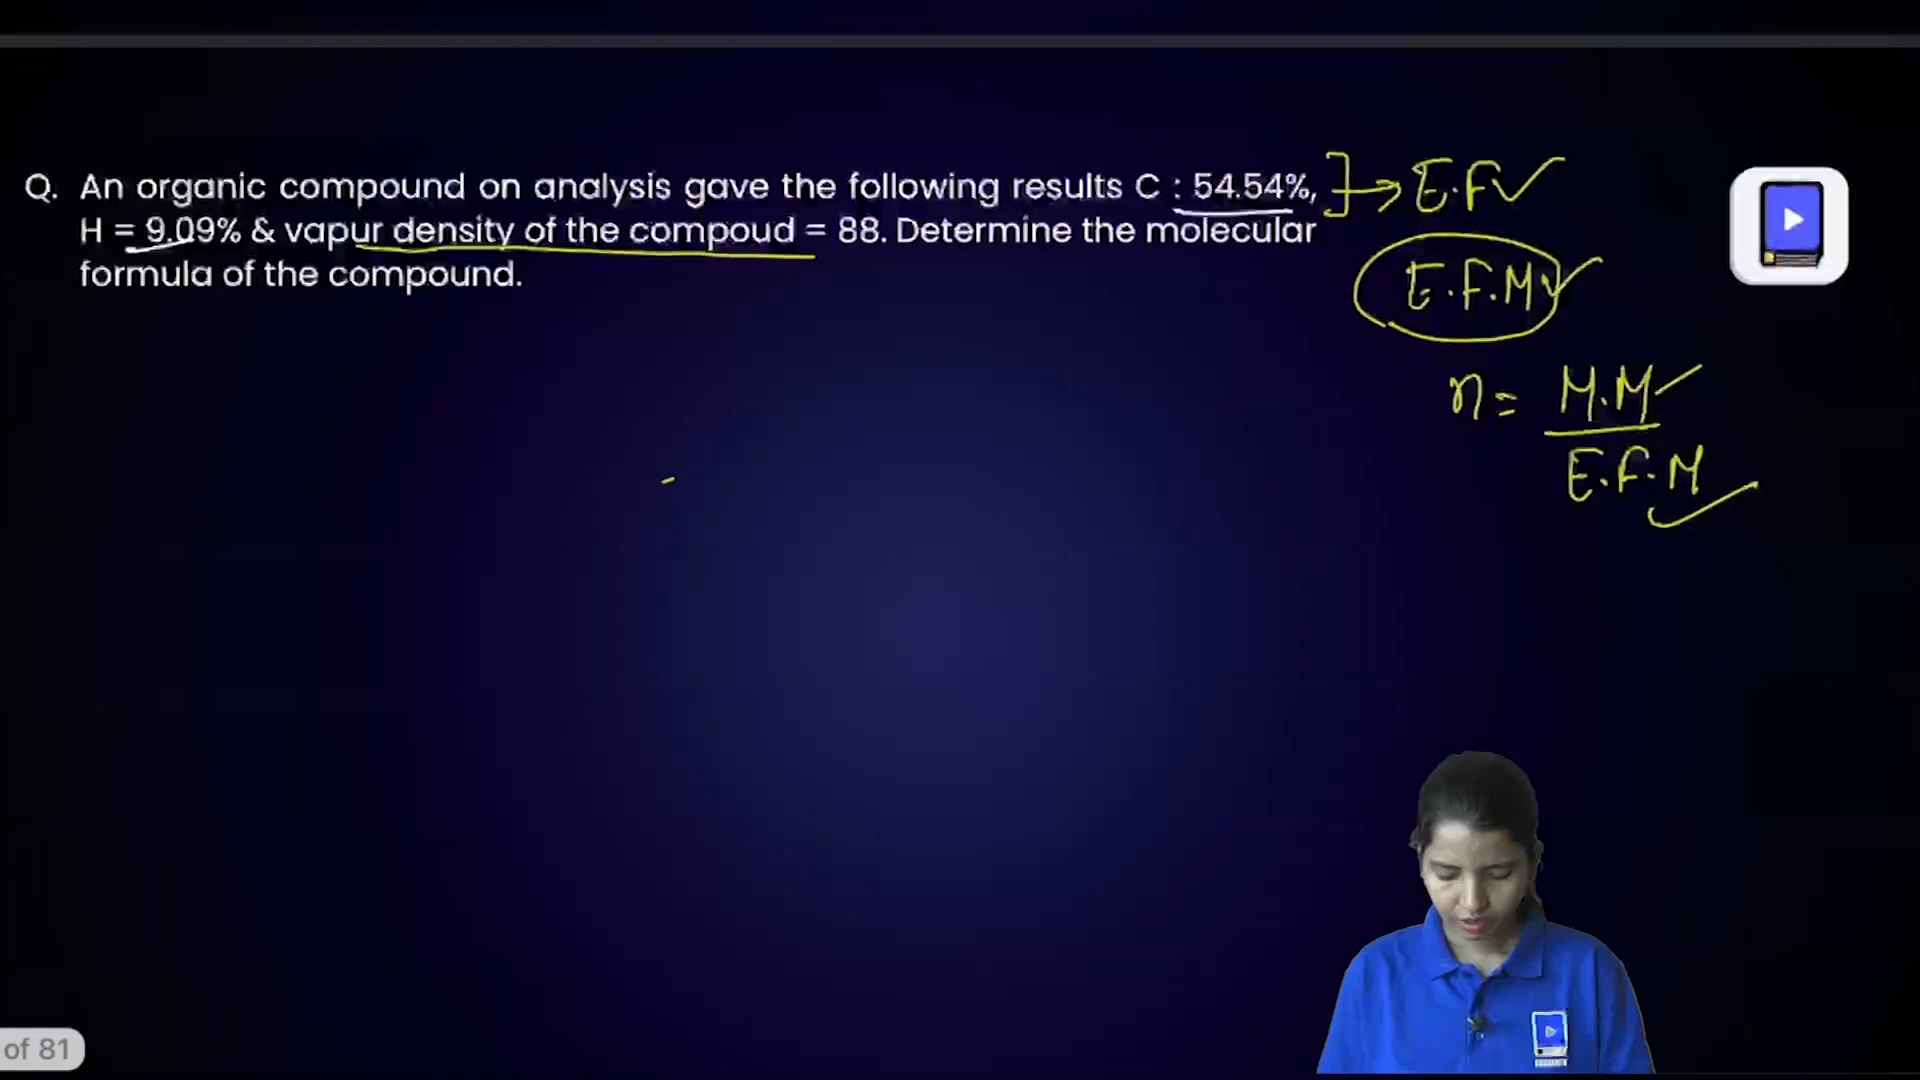 Q. An organic compound on analysis gave the following results C : 54.54%,
H = 9.09% & vapur density of the compoud = 88. Determine the molecular
formula of the compound.
E.F
E.F.M
n = M.M
E.F.M
of 81